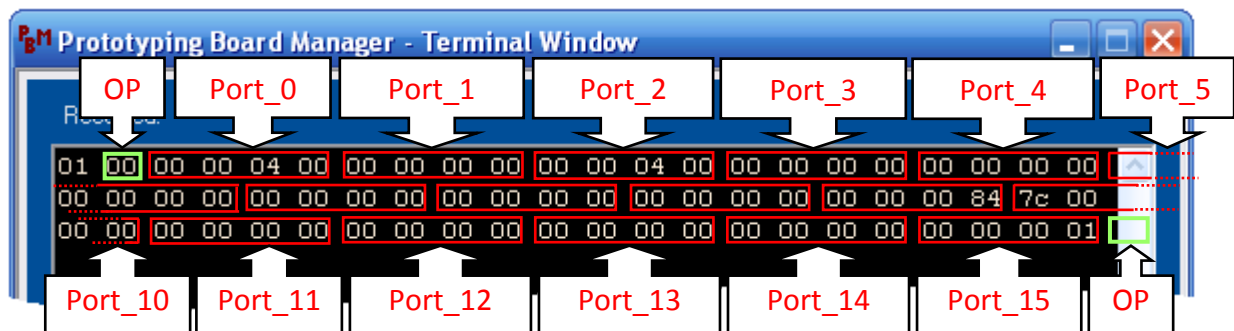 PBM Prototyping Board Manager - Terminal Window
OP Port_0 Port_1 Port_2 Port_3 Port_4 Port_5
01 00 00 00 04 00 00 00 00 00 00 00 04 00 00 00 00 00 00 00 00 00
00 00 00 00 00 00 00 00 00 00 00 00 00 00 00 00 00 00 00 84 7c 00
00 00 00 00 00 00 00 00 00 00 00 00 00 00 00 00 00 00 00 00 00 01
Port_10 Port_11 Port_12 Port_13 Port_14 Port_15 OP